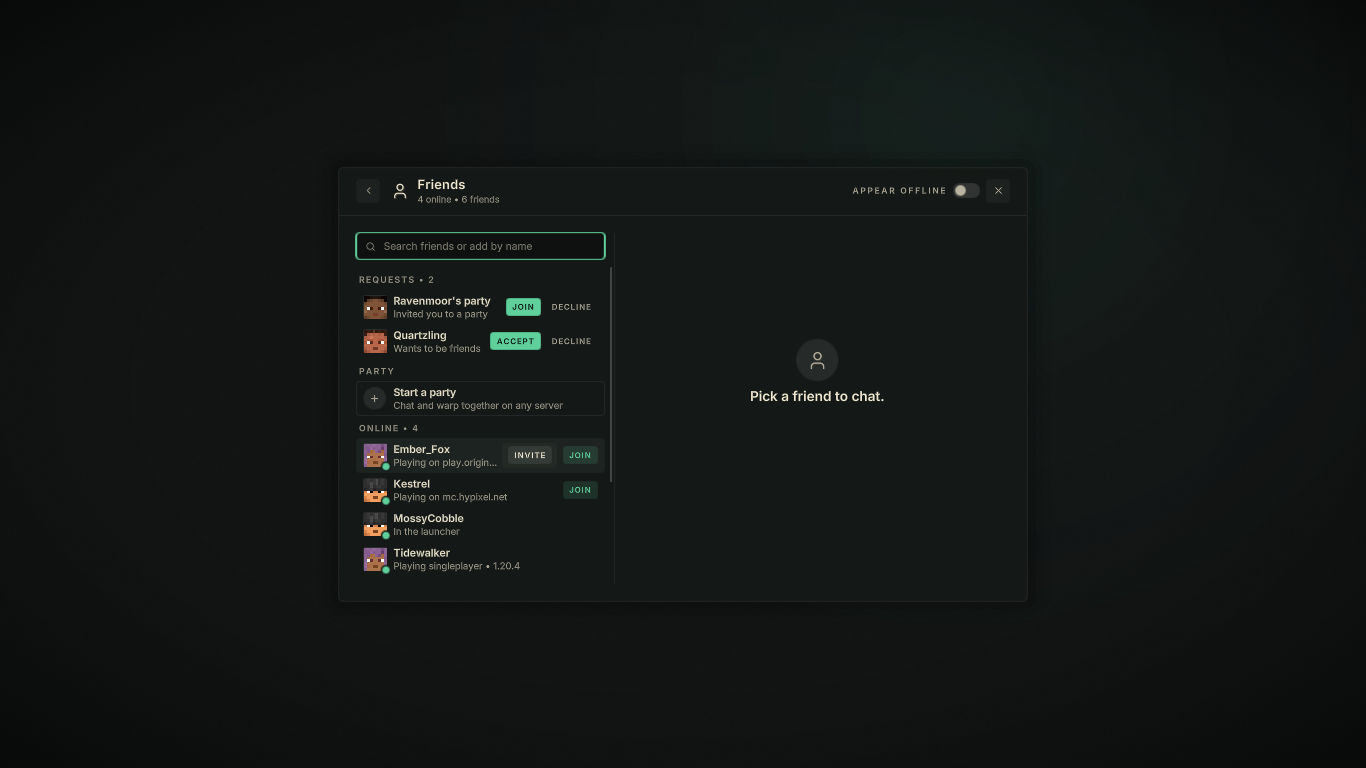 Friends
4 online • 6 friends
APPEAR OFFLINE
Search friends or add by name
REQUESTS • 2
Ravenmoor's party
Invited you to a party
JOIN
DECLINE
Quartzling
Wants to be friends
ACCEPT
DECLINE
PARTY
Start a party
Chat and warp together on any server
ONLINE • 4
Ember_Fox
Playing on play.origin...
INVITE
JOIN
Kestrel
Playing on mc.hypixel.net
JOIN
MossyCobble
In the launcher
Tidewalker
Playing singleplayer • 1.20.4
Pick a friend to chat.